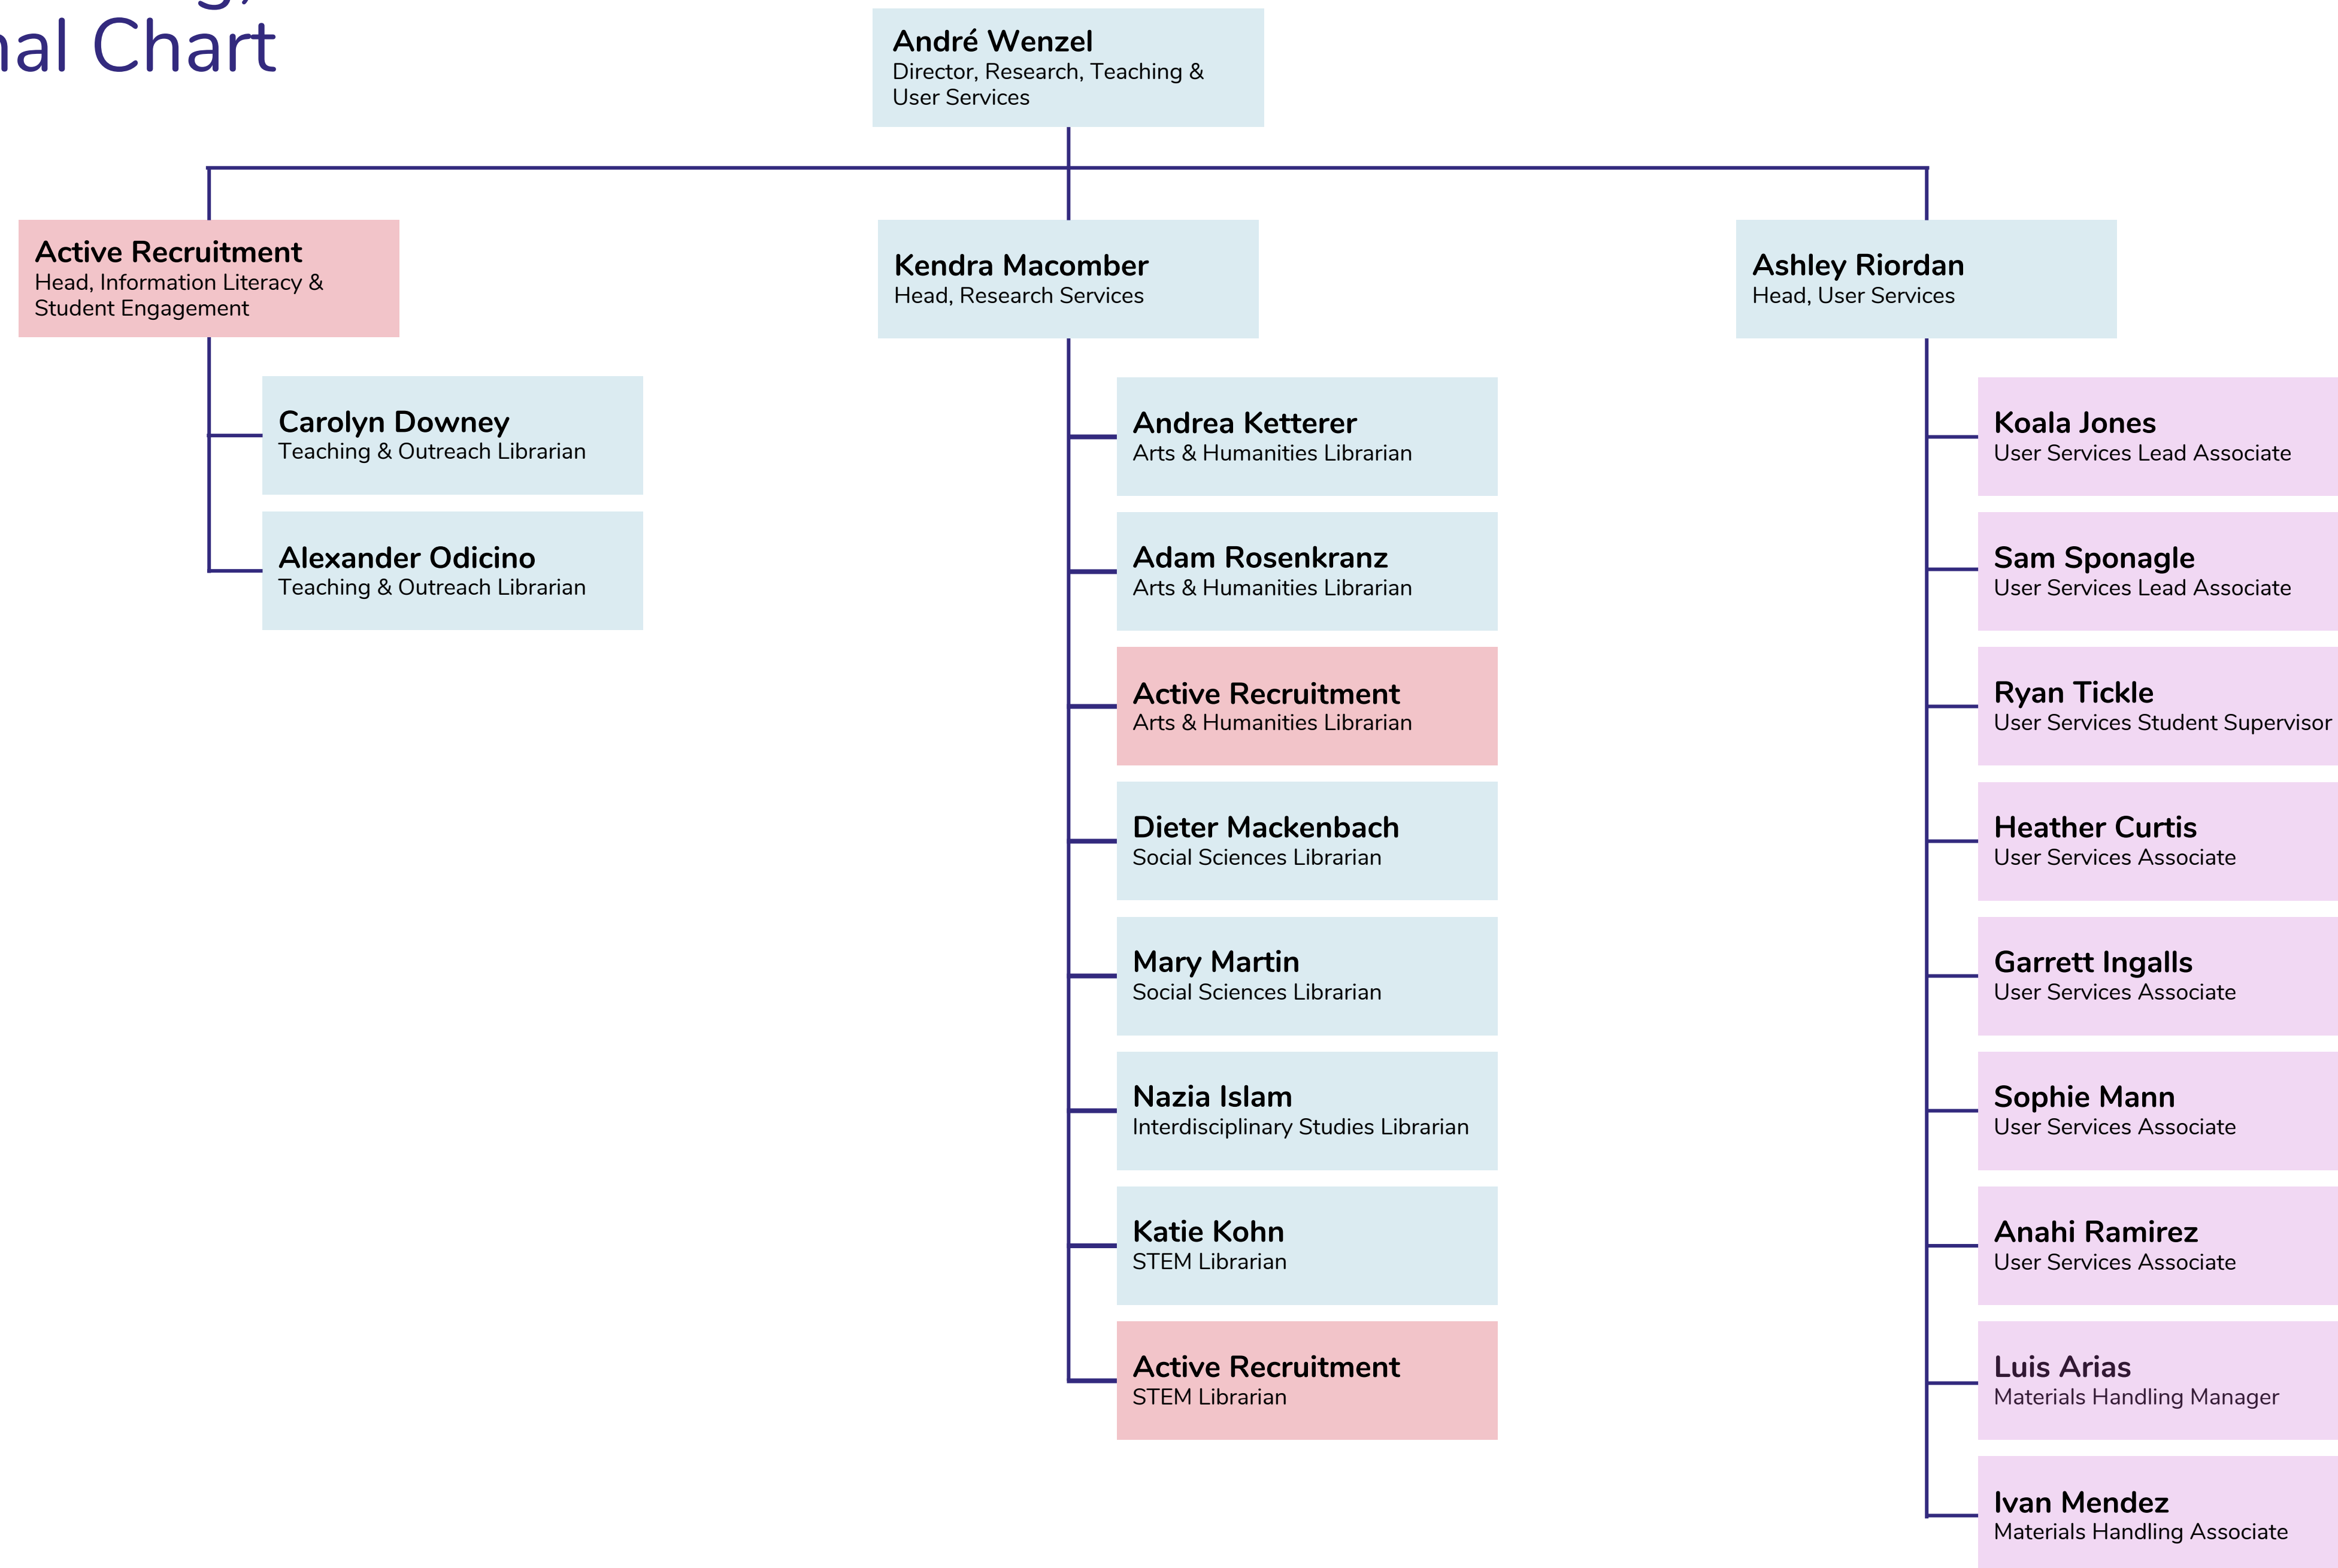 nal Chart
André Wenzel
Director, Research, Teaching &
User Services
Active Recruitment
Head, Information Literacy &
Student Engagement
Carolyn Downey
Teaching & Outreach Librarian
Alexander Odicino
Teaching & Outreach Librarian
Kendra Macomber
Head, Research Services
Andrea Ketterer
Arts & Humanities Librarian
Adam Rosenkranz
Arts & Humanities Librarian
Active Recruitment
Arts & Humanities Librarian
Dieter Mackenbach
Social Sciences Librarian
Mary Martin
Social Sciences Librarian
Nazia Islam
Interdisciplinary Studies Librarian
Katie Kohn
STEM Librarian
Active Recruitment
STEM Librarian
Ashley Riordan
Head, User Services
Koala Jones
User Services Lead Associate
Sam Sponagle
User Services Lead Associate
Ryan Tickle
User Services Student Supervisor
Heather Curtis
User Services Associate
Garrett Ingalls
User Services Associate
Sophie Mann
User Services Associate
Anahi Ramirez
User Services Associate
Luis Arias
Materials Handling Manager
Ivan Mendez
Materials Handling Associate